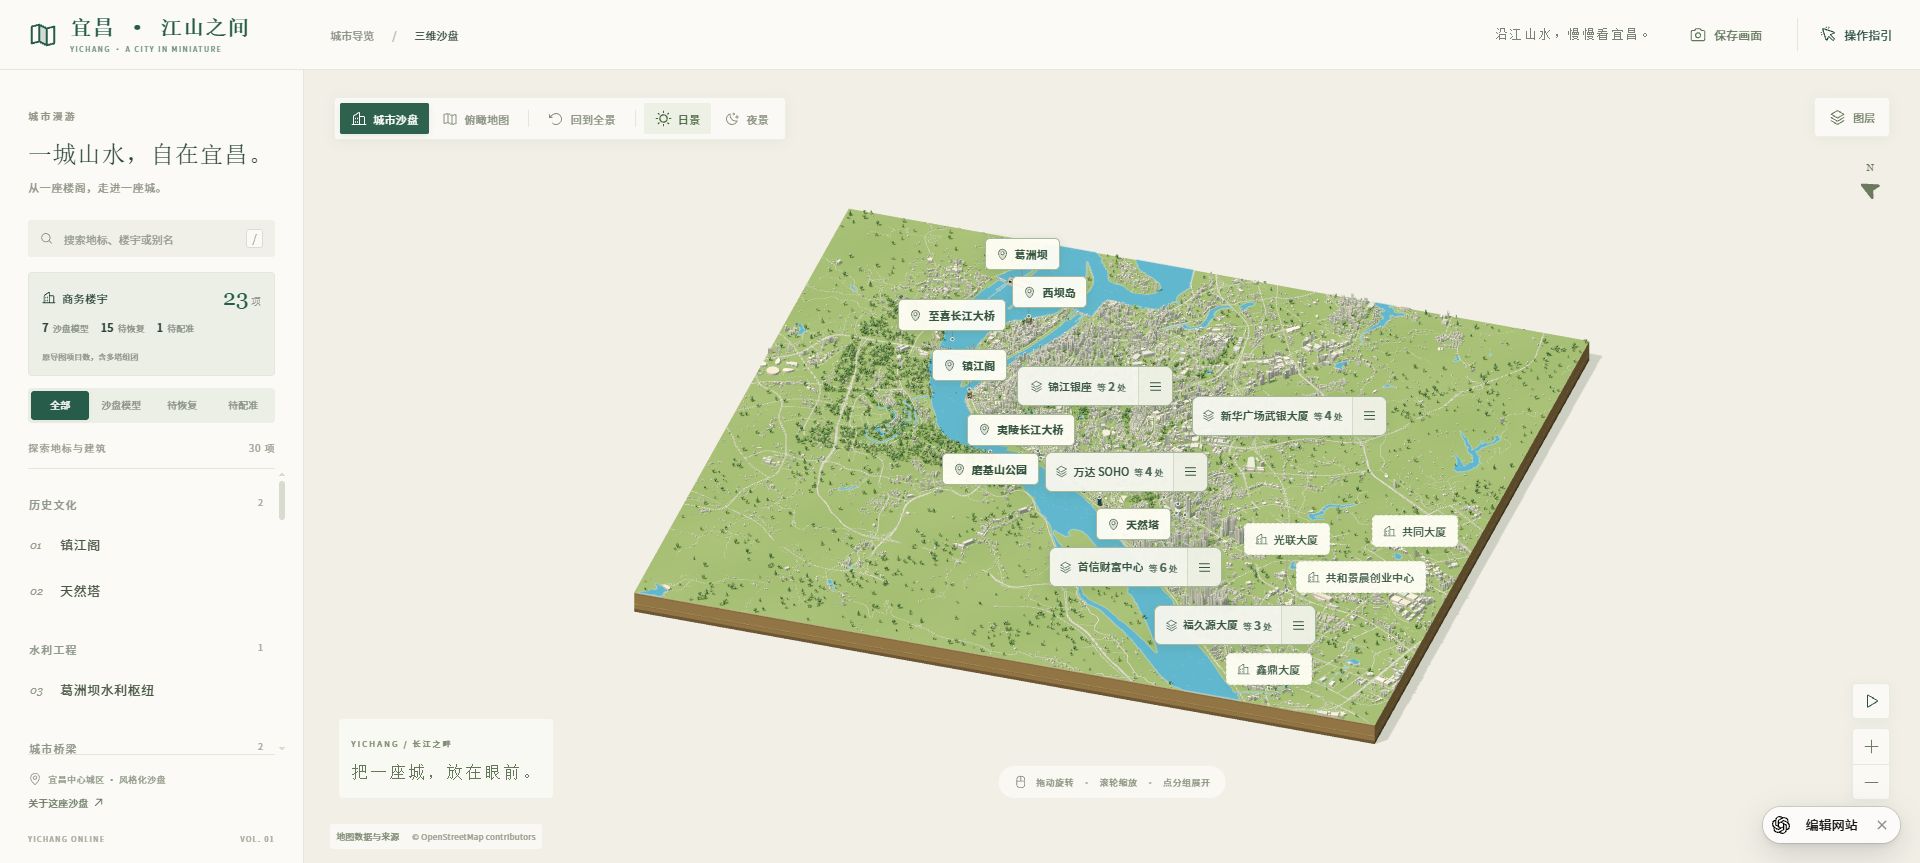 宜昌 • 江山之间
YICHANG • A CITY IN MINIATURE
城市导览 / 三维沙盘
沿江山水，慢慢看宜昌。
保存画面
操作指引
城市漫游
一城山水，自在宜昌。
从一座楼阁，走进一座城。
搜索地标、楼宇或别名 /
商务楼宇 23 项
7 沙盘模型 15 待恢复 1 待配准
原导图项目数，含多塔组团
全部 沙盘模型 待恢复 待配准
探索地标与建筑 30 项
历史文化 2
01 镇江阁
02 天然塔
水利工程 1
03 葛洲坝水利枢纽
城市桥梁 2
宜昌中心城区 • 风格化沙盘
关于这座沙盘 ↗
YICHANG ONLINE VOL. 01
城市沙盘 俯瞰地图 回到全景 日景 夜景
图层
N
葛洲坝
西坝岛
至喜长江大桥
镇江阁
锦江银座 等 2 处
新华广场武银大厦 等 4 处
夷陵长江大桥
磨基山公园
万达 SOHO 等 4 处
天然塔
共同大厦
光联大厦
首信财富中心 等 6 处
共和景晨创业中心
福久源大厦 等 3 处
鑫鼎大厦
YICHANG / 长江之畔
把一座城，放在眼前。
拖动旋转 • 滚轮缩放 • 点分组展开
地图数据与来源 © OpenStreetMap contributors
编辑网站